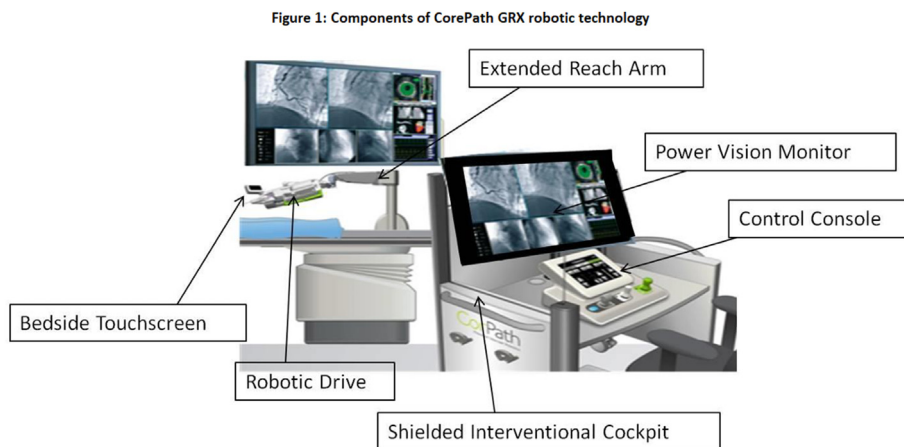 Figure 1: Components of CorePath GRX robotic technology
Extended Reach Arm
Power Vision Monitor
Control Console
Bedside Touchscreen
CorPath
Robotic Drive
Shielded Interventional Cockpit